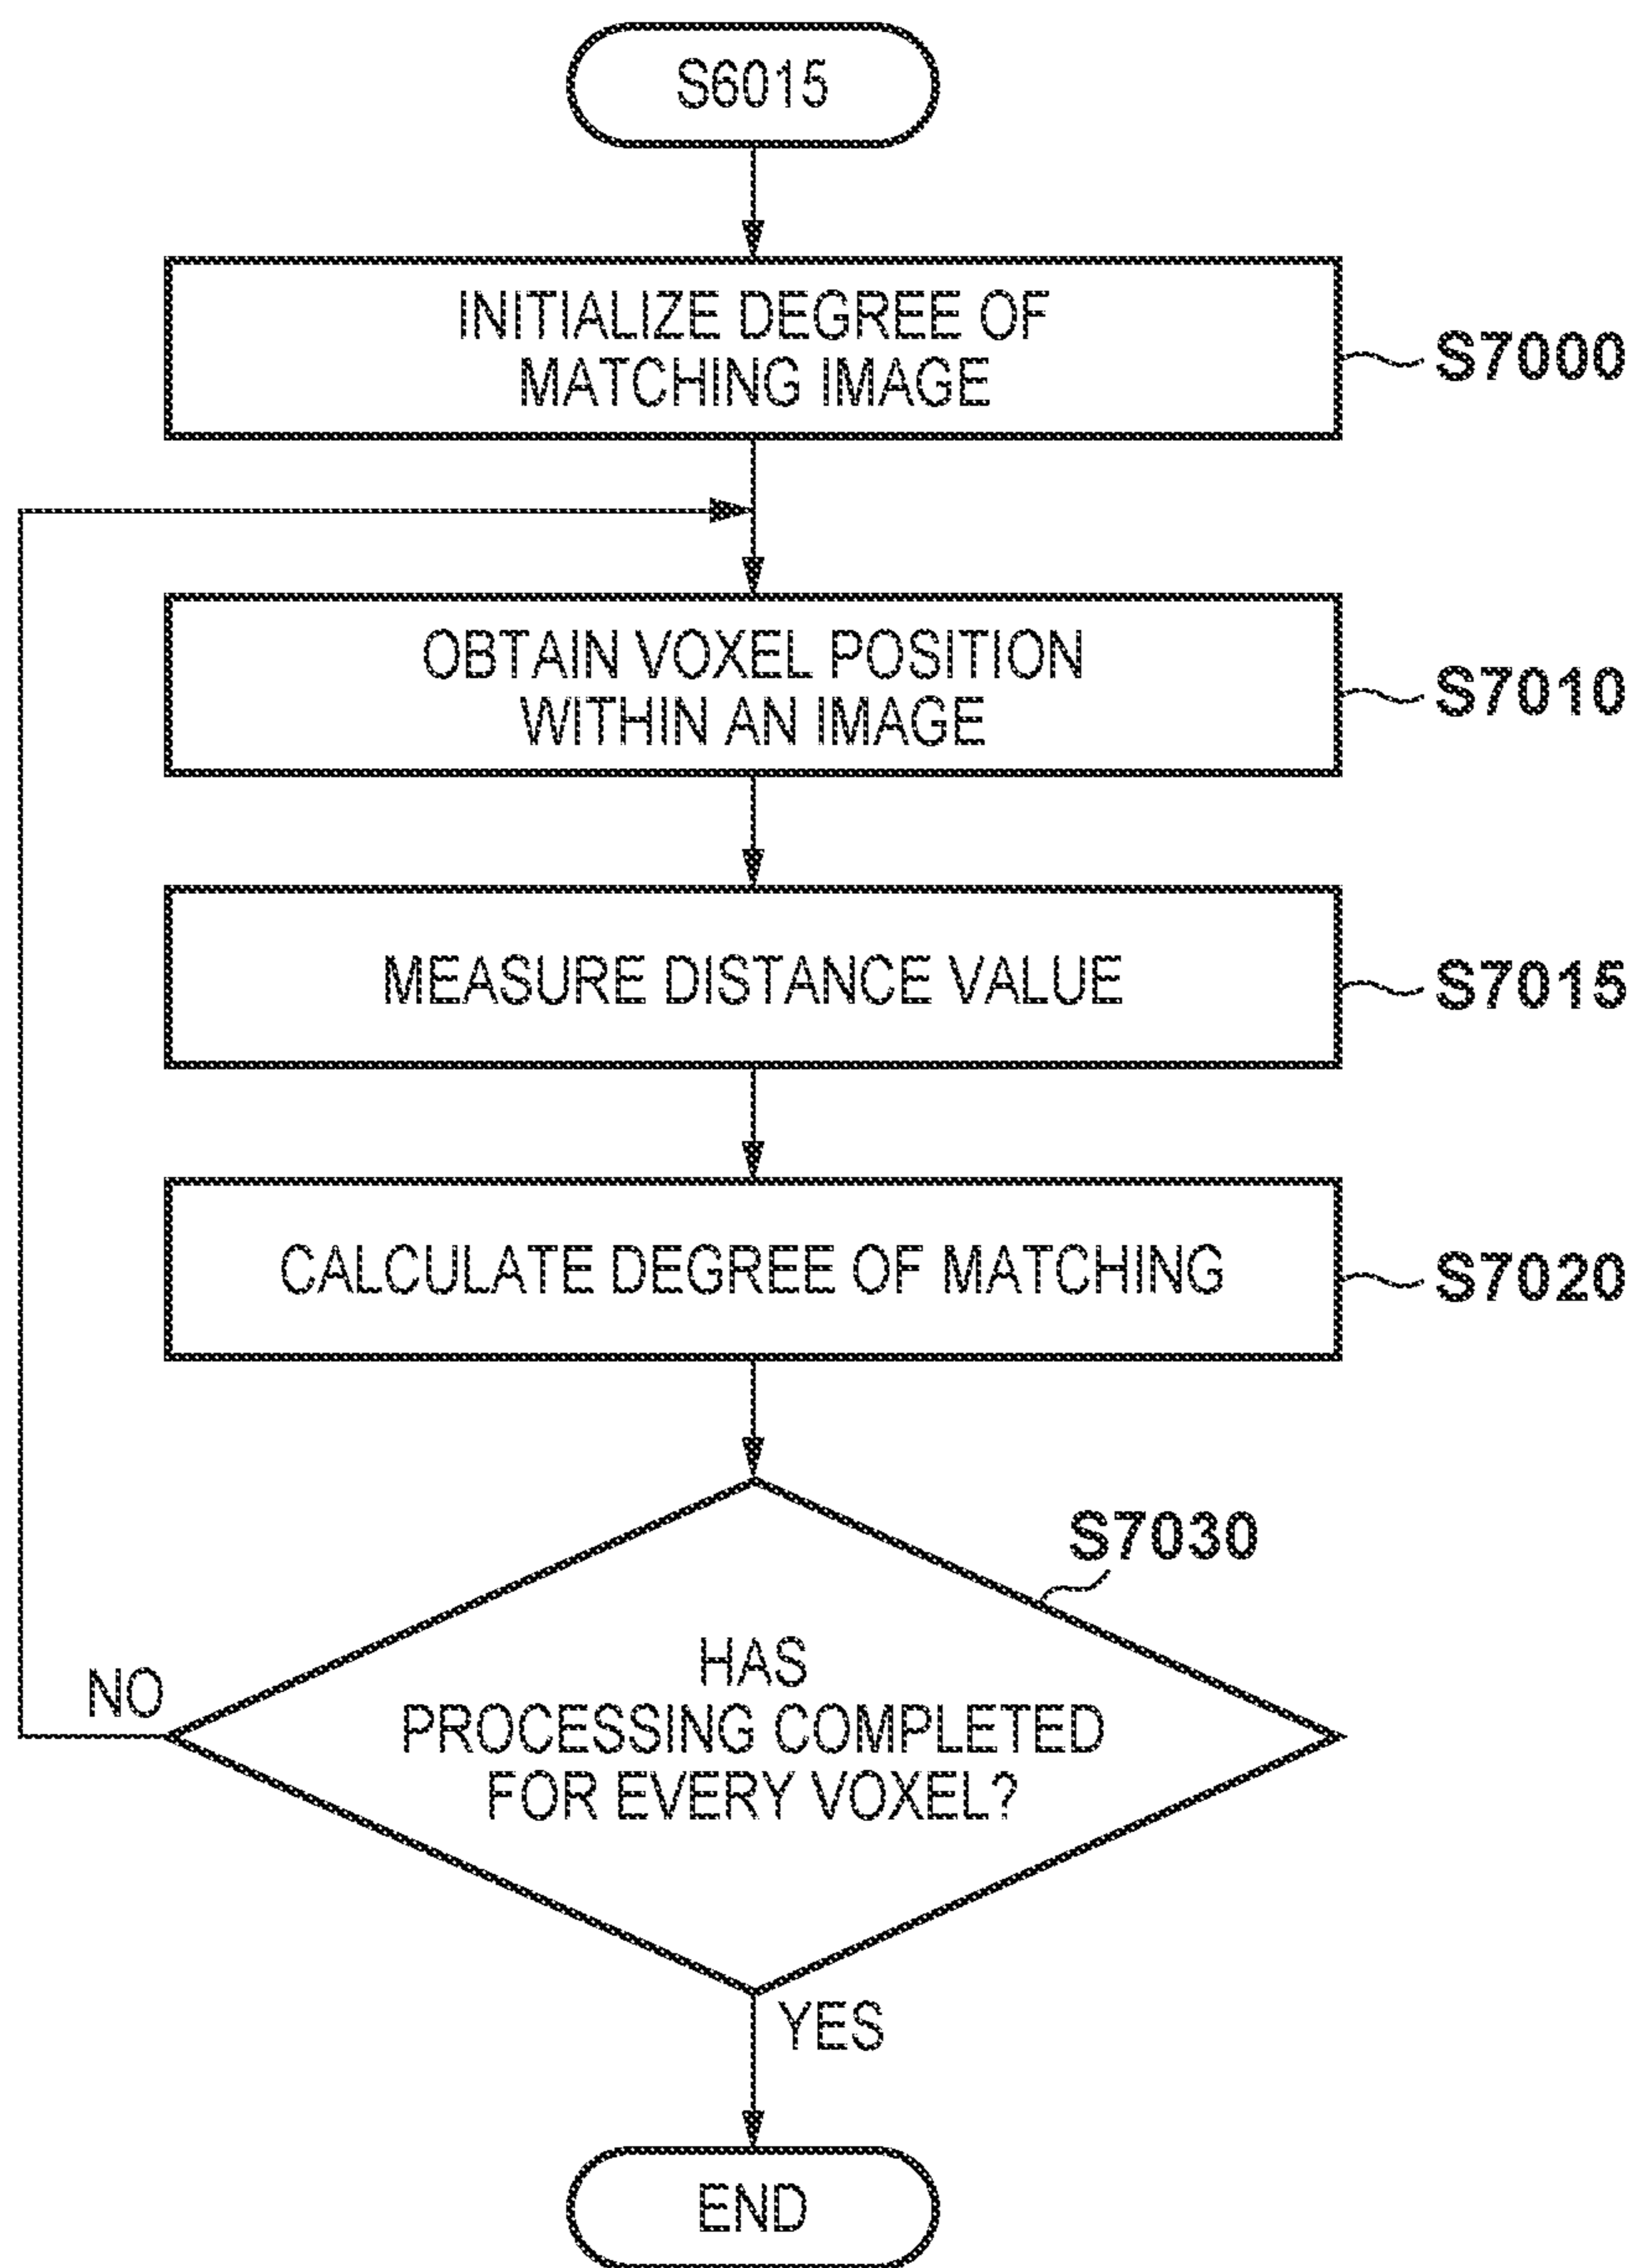 S6015
INITIALIZE DEGREE OF
MATCHING IMAGE
S7000
OBTAIN VOXEL POSITION
WITHIN AN IMAGE
S7010
MEASURE DISTANCE VALUE
S7015
CALCULATE DEGREE OF MATCHING
S7020
S7030
HAS
PROCESSING COMPLETED
FOR EVERY VOXEL?
NO
YES
END